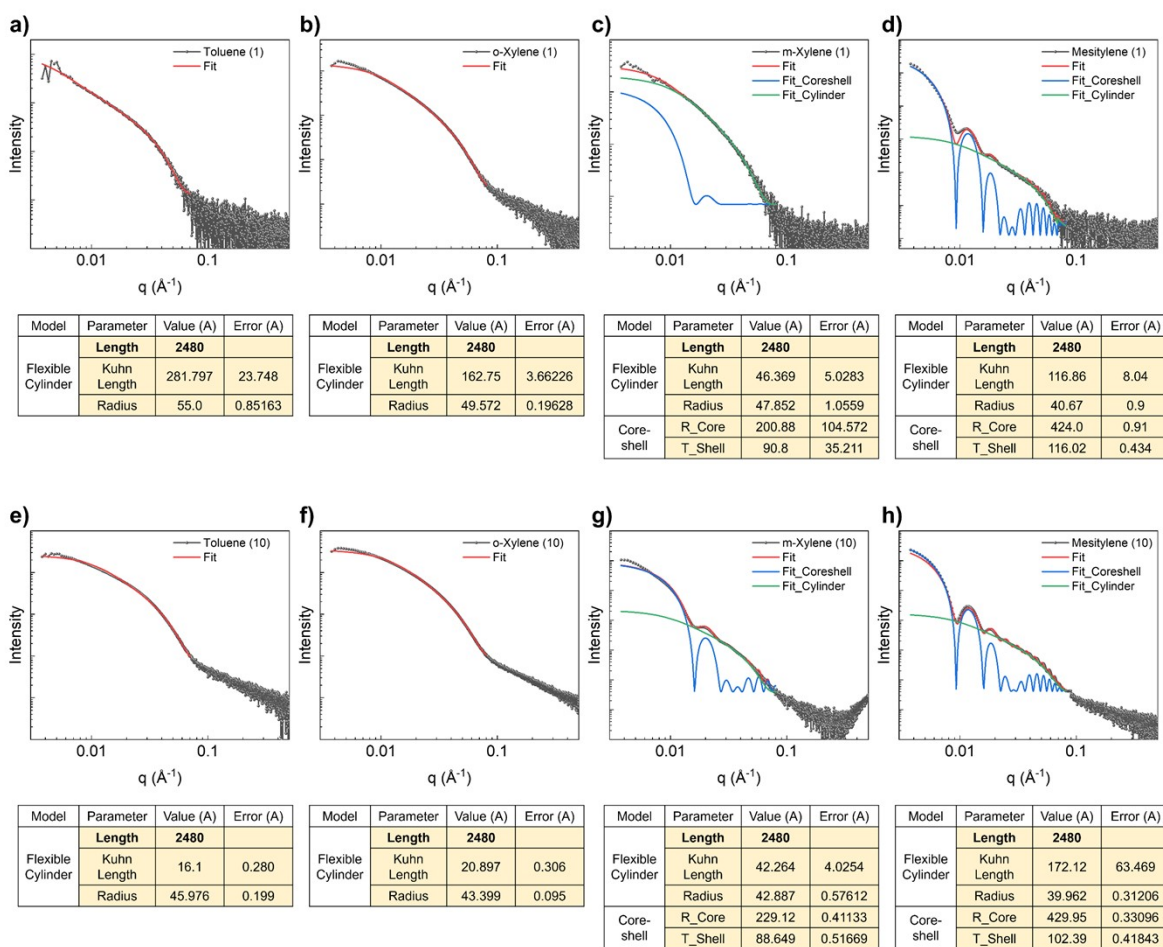 a)
Toluene (1)
Fit
Intensity
0.01 0.1
q (Å-1)
b)
o-Xylene (1)
Fit
Intensity
0.01 0.1
q (Å-1)
c)
m-Xylene (1)
Fit
Fit_Coreshell
Fit_Cylinder
Intensity
0.01 0.1
q (Å-1)
d)
Mesitylene (1)
Fit
Fit_Coreshell
Fit_Cylinder
Intensity
0.01 0.1
q (Å-1)
Model Parameter Value (A) Error (A)
Length 2480
Flexible Cylinder
Kuhn Length 281.797 23.748
Radius 55.0 0.85163
Model Parameter Value (A) Error (A)
Length 2480
Flexible Cylinder
Kuhn Length 162.75 3.66226
Radius 49.572 0.19628
Model Parameter Value (A) Error (A)
Length 2480
Flexible Cylinder
Kuhn Length 46.369 5.0283
Radius 47.852 1.0559
Core-shell
R_Core 200.88 104.572
T_Shell 90.8 35.211
Model Parameter Value (A) Error (A)
Length 2480
Flexible Cylinder
Kuhn Length 116.86 8.04
Radius 40.67 0.9
Core-shell
R_Core 424.0 0.91
T_Shell 116.02 0.434
e)
Toluene (10)
Fit
Intensity
0.01 0.1
q (Å-1)
f)
o-Xylene (10)
Fit
Intensity
0.01 0.1
q (Å-1)
g)
m-Xylene (10)
Fit
Fit_Coreshell
Fit_Cylinder
Intensity
0.01 0.1
q (Å-1)
h)
Mesitylene (10)
Fit
Fit_Coreshell
Fit_Cylinder
Intensity
0.01 0.1
q (Å-1)
Model Parameter Value (A) Error (A)
Length 2480
Flexible Cylinder
Kuhn Length 16.1 0.280
Radius 45.976 0.199
Model Parameter Value (A) Error (A)
Length 2480
Flexible Cylinder
Kuhn Length 20.897 0.306
Radius 43.399 0.095
Model Parameter Value (A) Error (A)
Length 2480
Flexible Cylinder
Kuhn Length 42.264 4.0254
Radius 42.887 0.57612
Core-shell
R_Core 229.12 0.41133
T_Shell 88.649 0.51669
Model Parameter Value (A) Error (A)
Length 2480
Flexible Cylinder
Kuhn Length 172.12 63.469
Radius 39.962 0.31206
Core-shell
R_Core 429.95 0.33096
T_Shell 102.39 0.41843